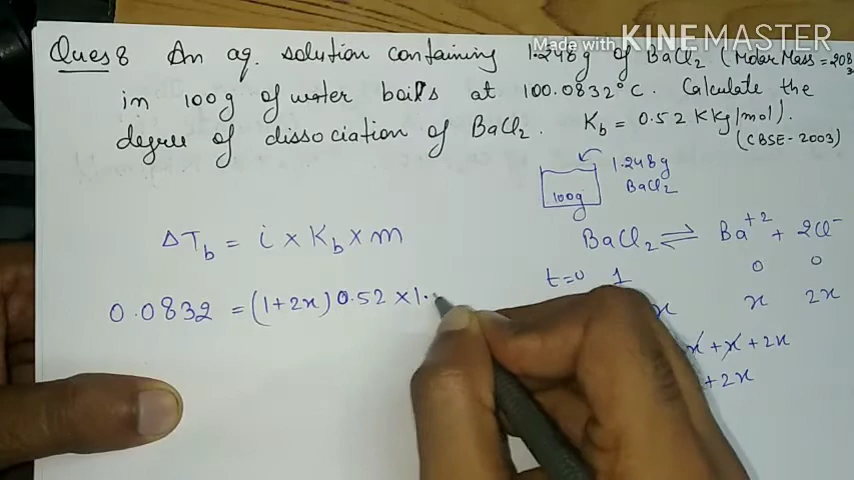 Made with KINEMASTER
Ques 8 An aq. solution containing 1.248g of BaCl2 (Molar Mass = 208
in 100g of water boils at 100.0832°C. Calculate the
degree of dissociation of BaCl2. Kb = 0.52 K Kg/mol).
(CBSE-2003)
1.248g
BaCl2
100g
ΔTb = i × Kb × m
BaCl2 ⇌ Ba+2 + 2Cl-
t=0 1 0 0
0.0832 = (1+2x) 0.52 × 1.
x x 2x
x + x + 2x
+ 2x